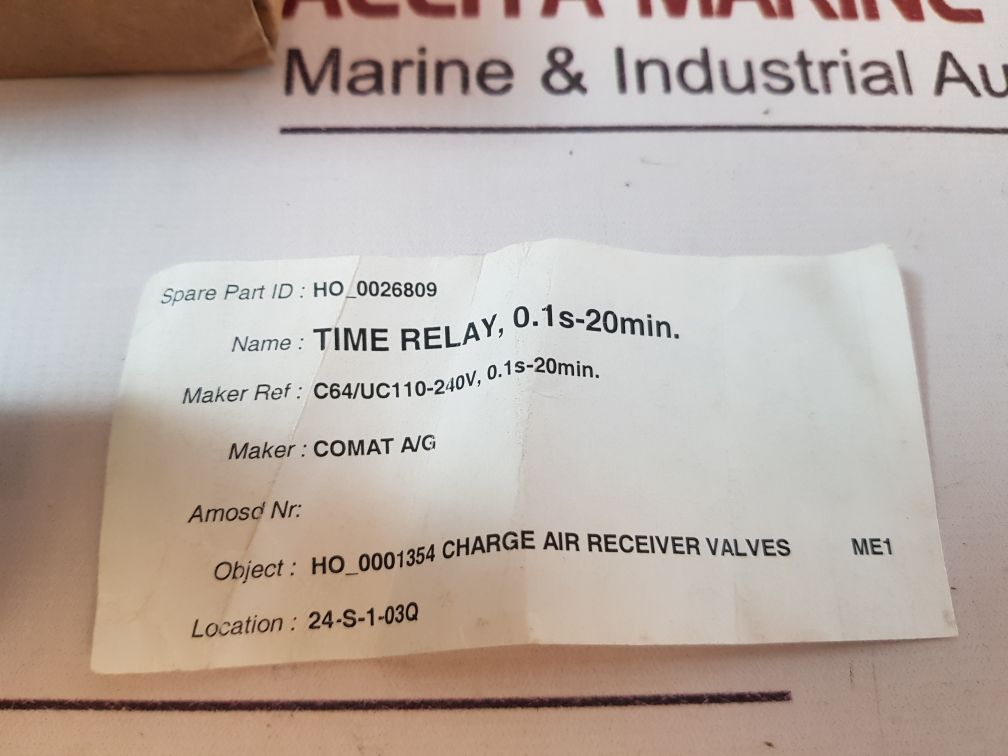 MARINE
Marine & Industrial
Spare Part ID : HO_0026809
Name : TIME RELAY, 0.1s-20min.
Maker Ref : C64/UC110-240V, 0.1s-20min.
Maker : COMAT A/G
Amosd Nr:
Object : HO_0001354 CHARGE AIR RECEIVER VALVES ME1
Location : 24-S-1-03Q